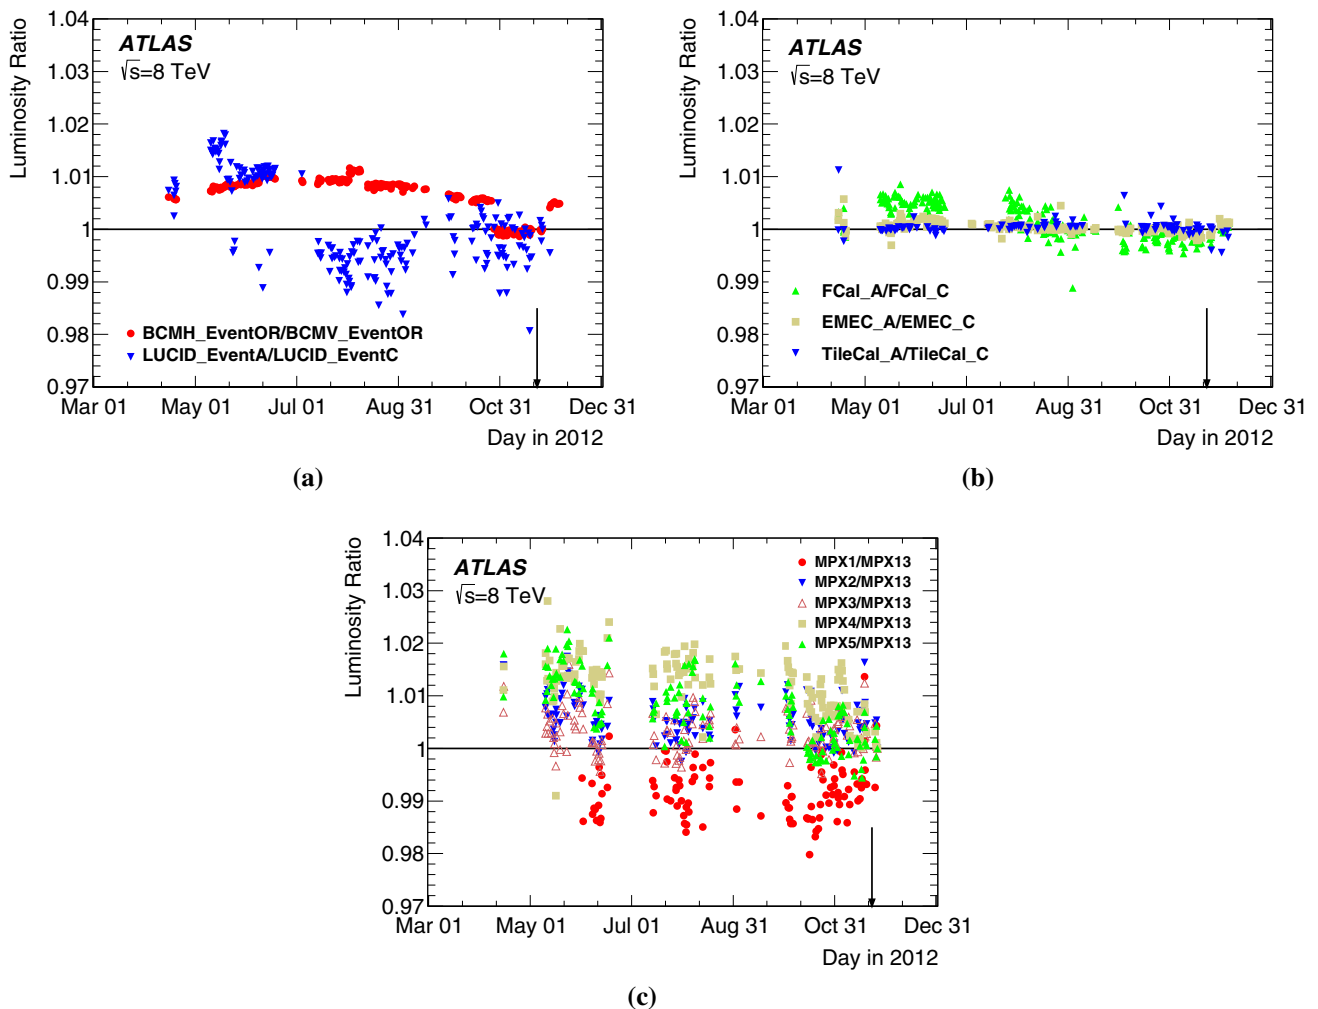 Luminosity Ratio
1.04
1.03
1.02
1.01
1
0.99
0.98
0.97
ATLAS
√s=8 TeV
BCMH_EventOR/BCMV_EventOR
LUCID_EventA/LUCID_EventC
Mar 01 May 01 Jul 01 Aug 31 Oct 31 Dec 31
Day in 2012
(a)
Luminosity Ratio
1.04
1.03
1.02
1.01
1
0.99
0.98
0.97
ATLAS
√s=8 TeV
FCal_A/FCal_C
EMEC_A/EMEC_C
TileCal_A/TileCal_C
Mar 01 May 01 Jul 01 Aug 31 Oct 31 Dec 31
Day in 2012
(b)
Luminosity Ratio
1.04
1.03
1.02
1.01
1
0.99
0.98
0.97
ATLAS
√s=8 TeV
MPX1/MPX13
MPX2/MPX13
MPX3/MPX13
MPX4/MPX13
MPX5/MPX13
Mar 01 May 01 Jul 01 Aug 31 Oct 31 Dec 31
Day in 2012
(c)